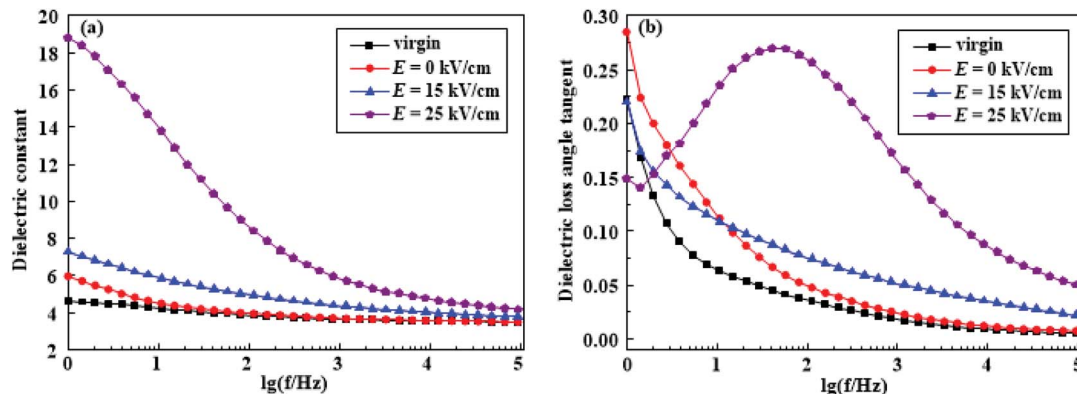 (a)
virgin
E = 0 kV/cm
E = 15 kV/cm
E = 25 kV/cm
Dielectric constant
20
18
16
14
12
10
8
6
4
2
0
1
2
3
4
5
lg(f/Hz)
(b)
virgin
E = 0 kV/cm
E = 15 kV/cm
E = 25 kV/cm
Dielectric loss angle tangent
0.30
0.25
0.20
0.15
0.10
0.05
0.00
0
1
2
3
4
5
lg(f/Hz)